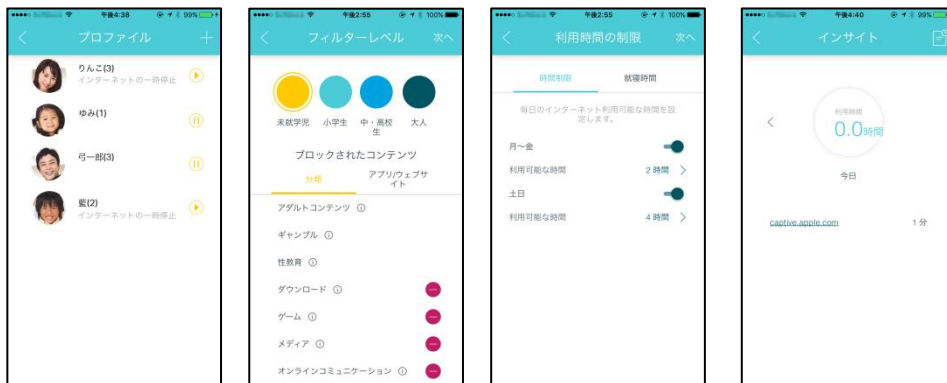 午後4:38
99%
プロファイル
りんこ(3)
インターネットの一時停止
ゆみ(1)
弓一郎(3)
藍(2)
インターネットの一時停止
午後2:55
100%
フィルターレベル
次へ
未就学児
小学生
中・高校
生
大人
ブロックされたコンテンツ
分類
アプリ/ウェブサ
イト
アダルトコンテンツ
ギャンブル
性教育
ダウンロード
ゲーム
メディア
オンラインコミュニケーション
午後2:55
100%
利用時間の制限
次へ
時間制限
就寝時間
毎日のインターネット利用可能な時間を設
定します。
月～金
利用可能な時間
2 時間
土日
利用可能な時間
4 時間
午後4:40
99%
インサイト
利用時間
0.0時間
今日
captive.apple.com
1 分